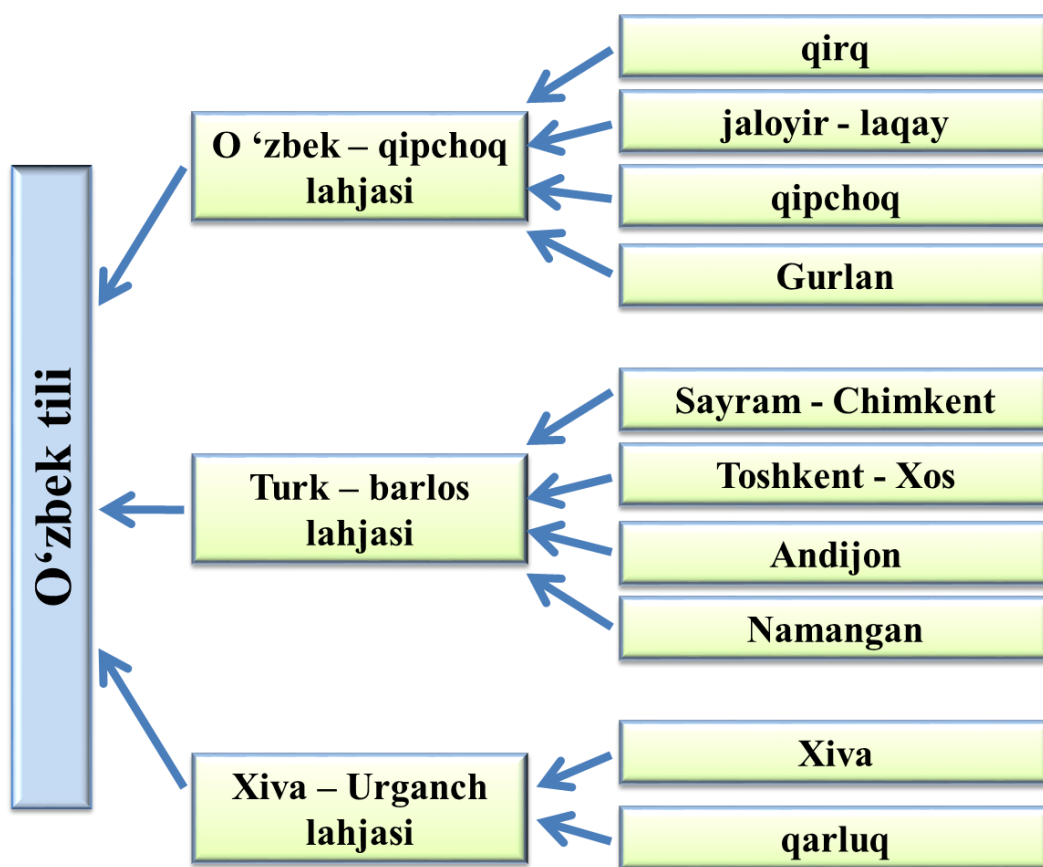 O‘zbek tili
O ‘zbek – qipchoq
lahjasi
qirq
jaloyir - laqay
qipchoq
Gurlan
Turk – barlos
lahjasi
Sayram - Chimkent
Toshkent - Xos
Andijon
Namangan
Xiva – Urganch
lahjasi
Xiva
qarluq